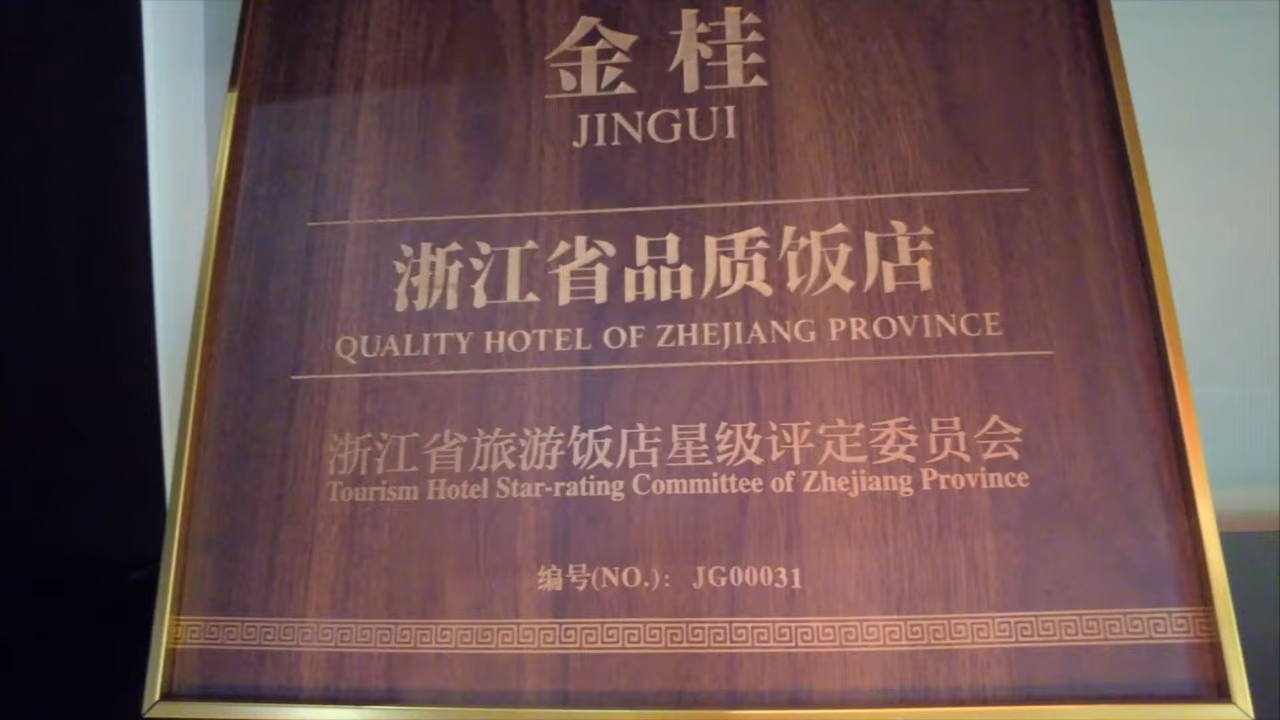 金桂
JINGUI
浙江省品质饭店
QUALITY HOTEL OF ZHEJIANG PROVINCE
浙江省旅游饭店星级评定委员会
Tourism Hotel Star-rating Committee of Zhejiang Province
编号(NO.): JG00031